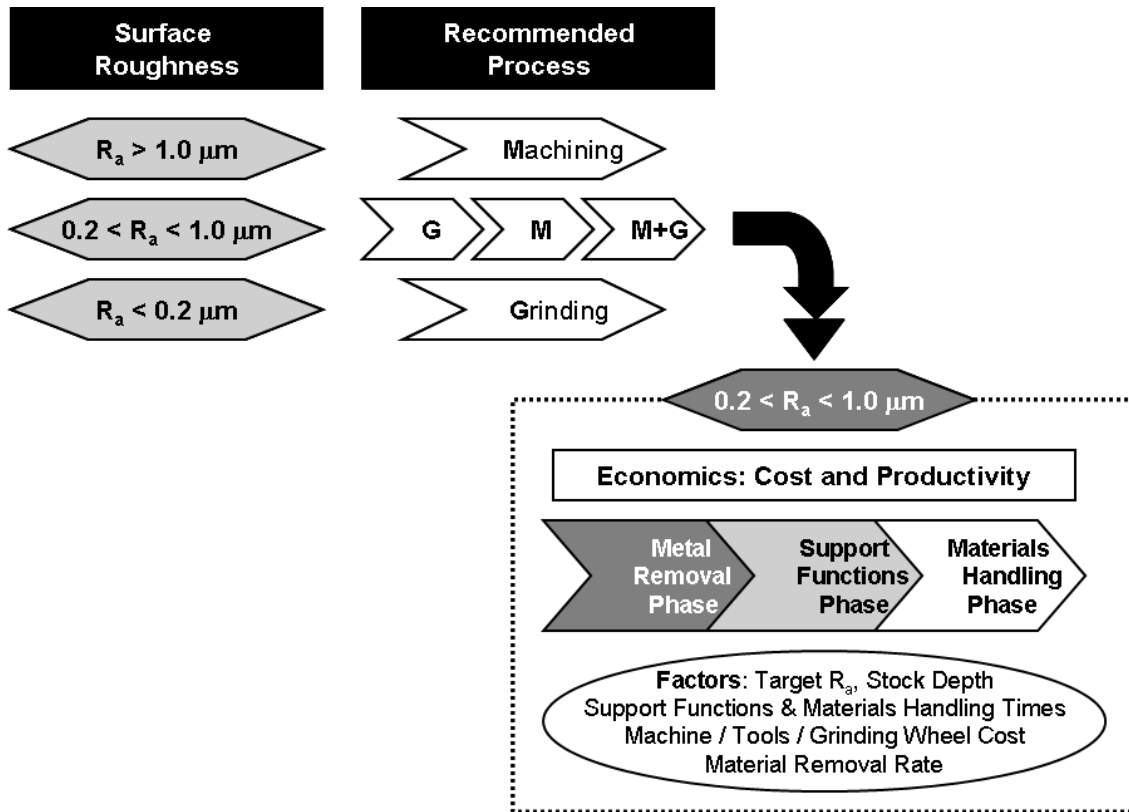 Surface
Roughness
Recommended
Process
Rₐ > 1.0 μm
Machining
0.2 < Rₐ < 1.0 μm
G
M
M+G
Rₐ < 0.2 μm
Grinding
0.2 < Rₐ < 1.0 μm
Economics: Cost and Productivity
Metal
Removal
Phase
Support
Functions
Phase
Materials
Handling
Phase
Factors: Target Rₐ, Stock Depth
Support Functions & Materials Handling Times
Machine / Tools / Grinding Wheel Cost
Material Removal Rate